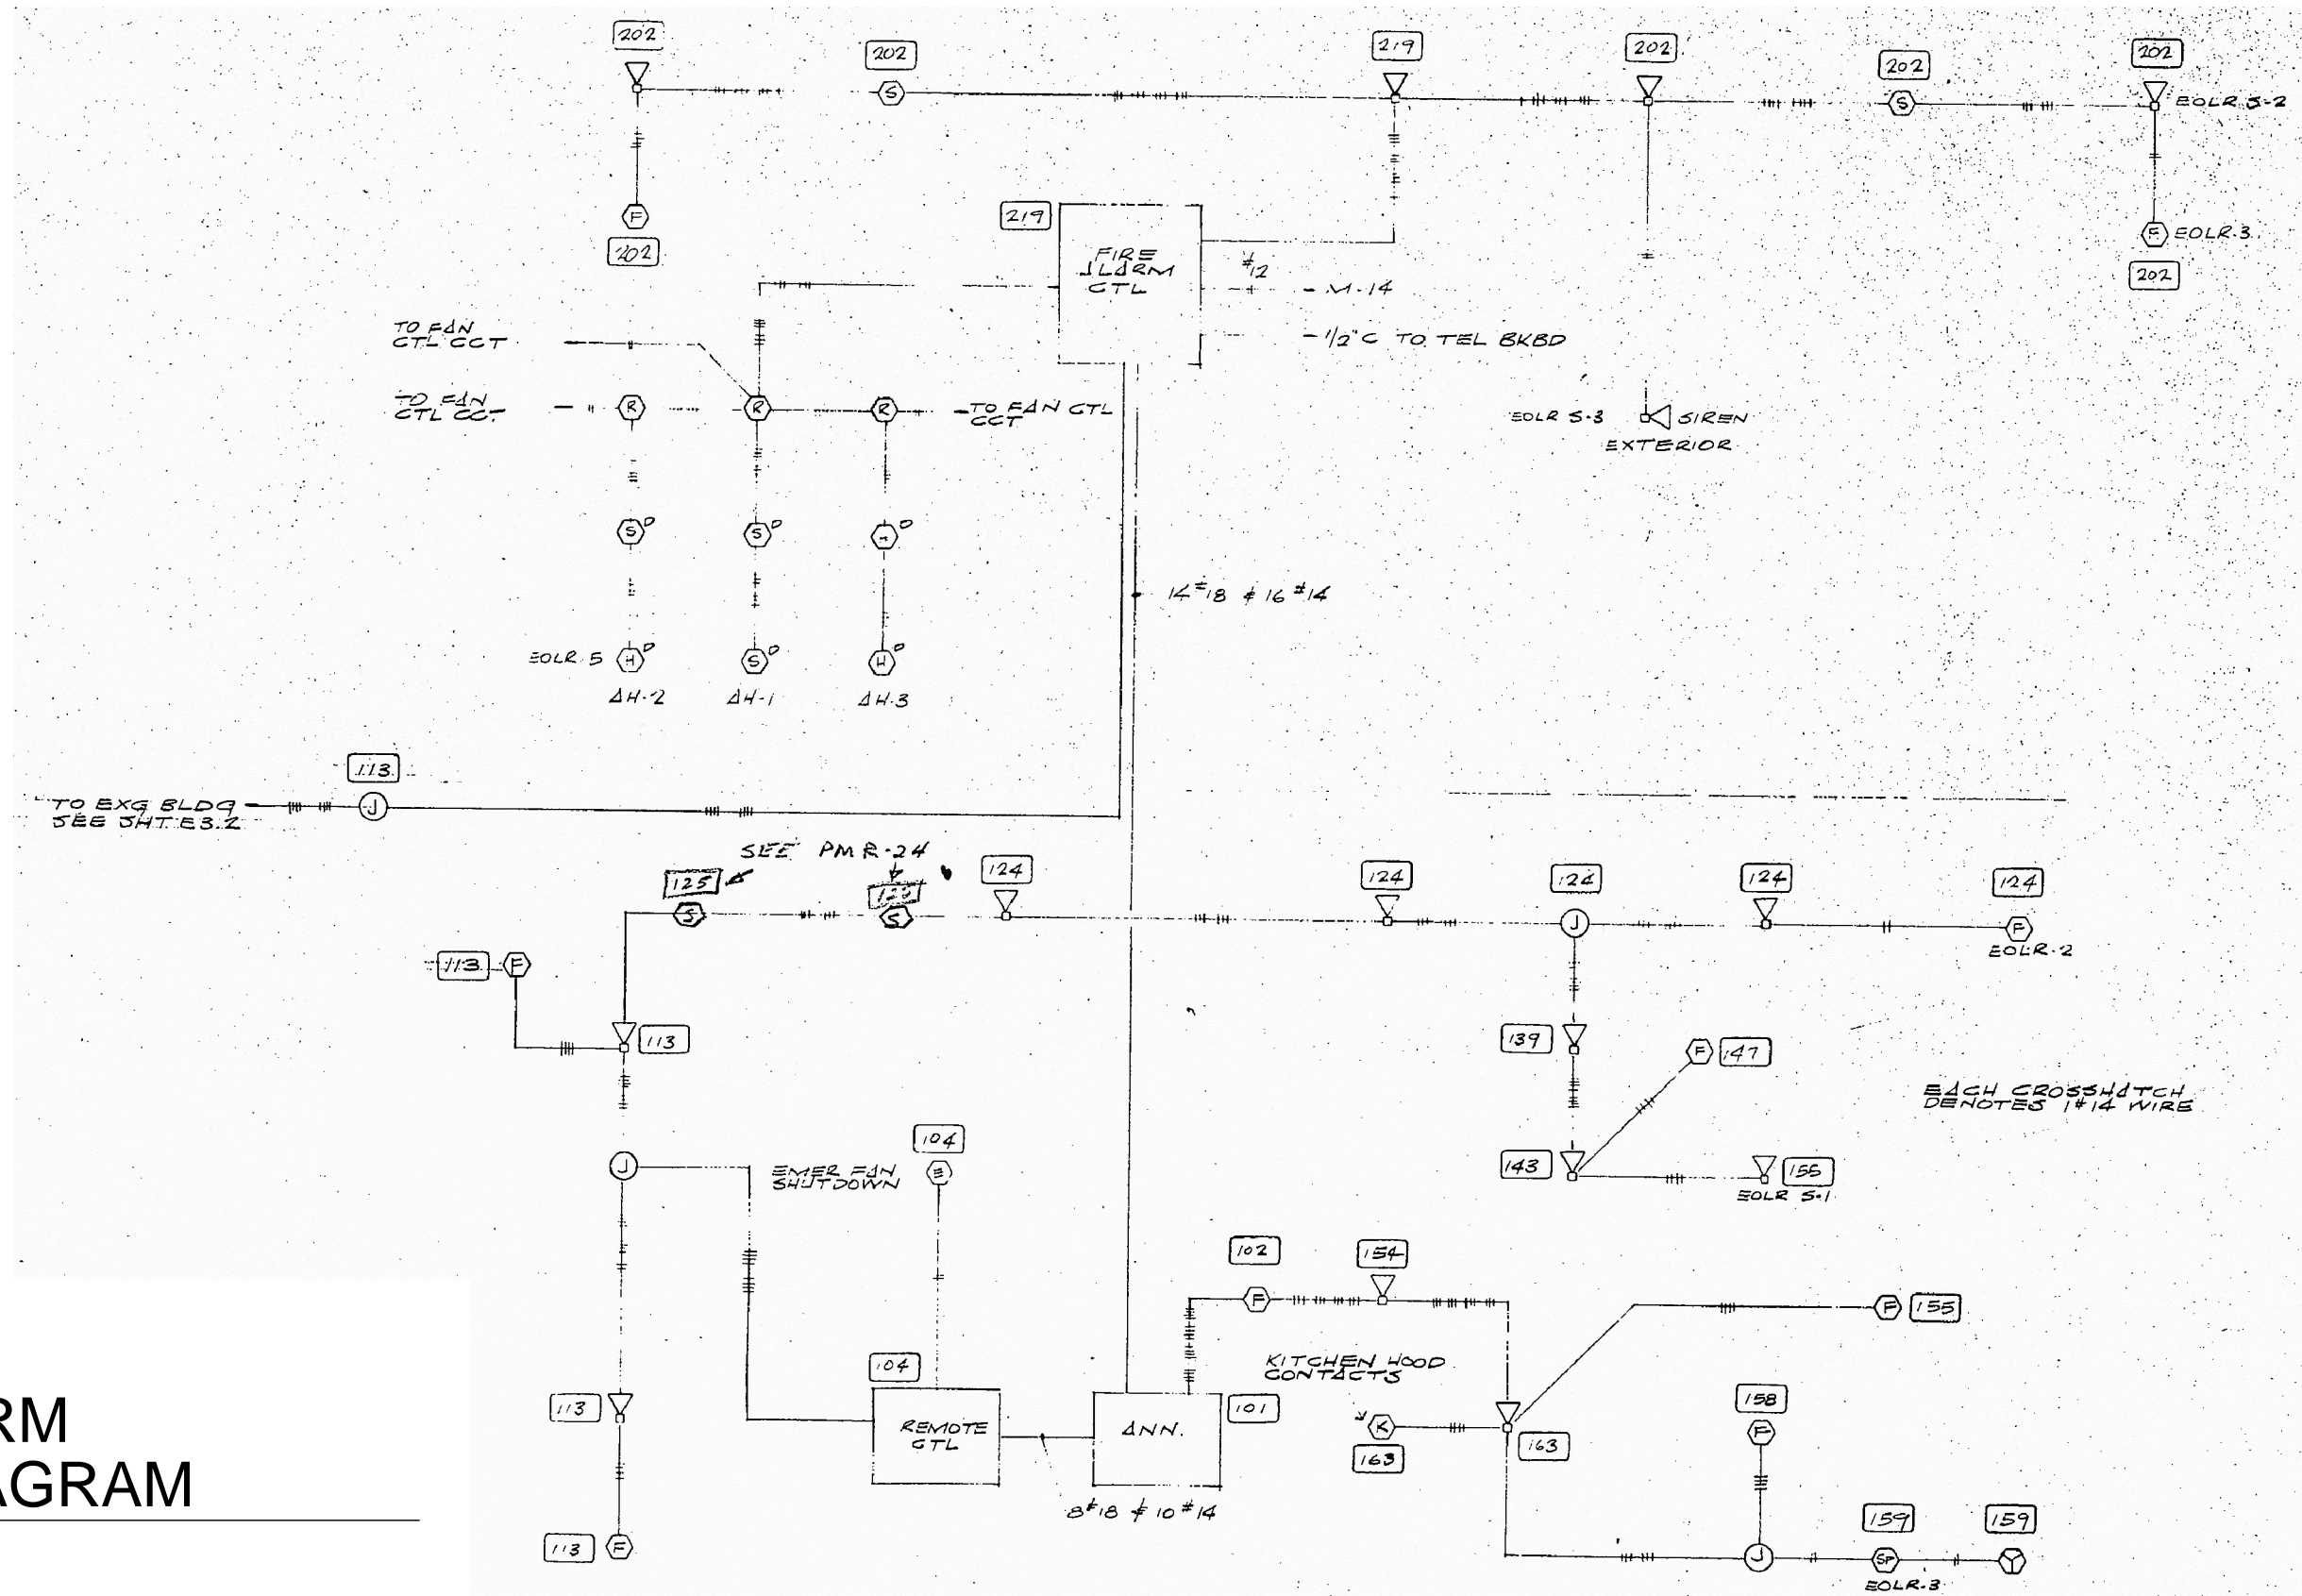 202
202
219
202
202
202
S
S
EOLR S-2
F
202
219
FIRE
ALARM
CTL
#12
- M-14
- 1/2"C TO TEL BKBD
F EOLR-3
202
TO FAN
CTL CCT
TO FAN
CTL CCT
R
R
R
TO FAN CTL
CCT
EOLR S-3
SIREN
EXTERIOR
S D
S D
D
14 #18 & 16 #14
EOLR 5
H D
S D
H D
AH-2
AH-1
AH-3
113
TO EXG BLDG
SEE SHT E3.2
J
SEE PMR-24
125
124
124
124
124
124
S
S
J
F
EOLR-2
113
F
113
139
F
147
EACH CROSSHATCH
DENOTES 1#14 WIRE
143
155
EOLR S-1
J
EMER FAN
SHUTDOWN
104
E
102
154
F
F
155
104
KITCHEN HOOD
CONTACTS
113
REMOTE
CTL
ANN.
101
K
163
163
158
F
8#18 & 10 #14
113
F
159
159
J
SP
EOLR-3
RM
AGRAM